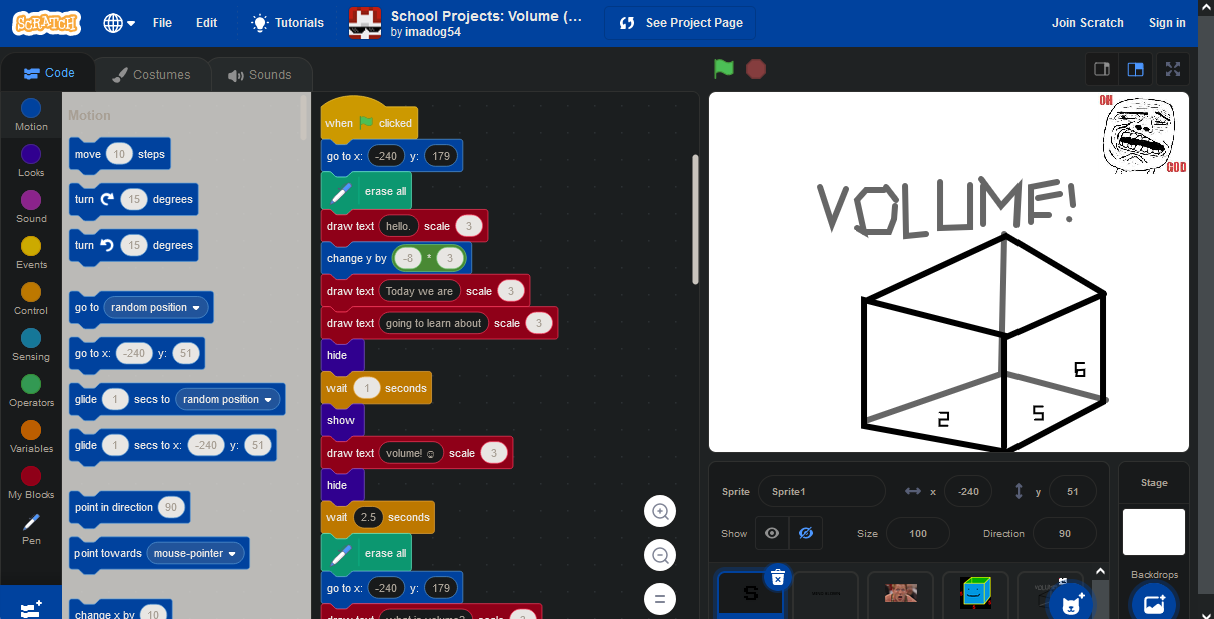 SCRATCH
File
Edit
Tutorials
School Projects: Volume (...
by imadog54
See Project Page
Join Scratch
Sign in
Code
Costumes
Sounds
Motion
Looks
Sound
Events
Control
Sensing
Operators
Variables
My Blocks
Pen
Motion
move 10 steps
turn 15 degrees
turn 15 degrees
go to random position
go to x: -240 y: 51
glide 1 secs to random position
glide 1 secs to x: -240 y: 51
point in direction 90
point towards mouse-pointer
change x by 10
when clicked
go to x: -240 y: 179
erase all
draw text hello. scale 3
change y by -8 * 3
draw text Today we are scale 3
draw text going to learn about scale 3
hide
wait 1 seconds
show
draw text volume! ☺ scale 3
hide
wait 2.5 seconds
erase all
go to x: -240 y: 179
draw text what is volume? scale 3
OH
GOD
VOLUME!
6
2
5
Sprite Sprite1 x -240 y 51
Show Size 100 Direction 90
S
Stage
Backdrops